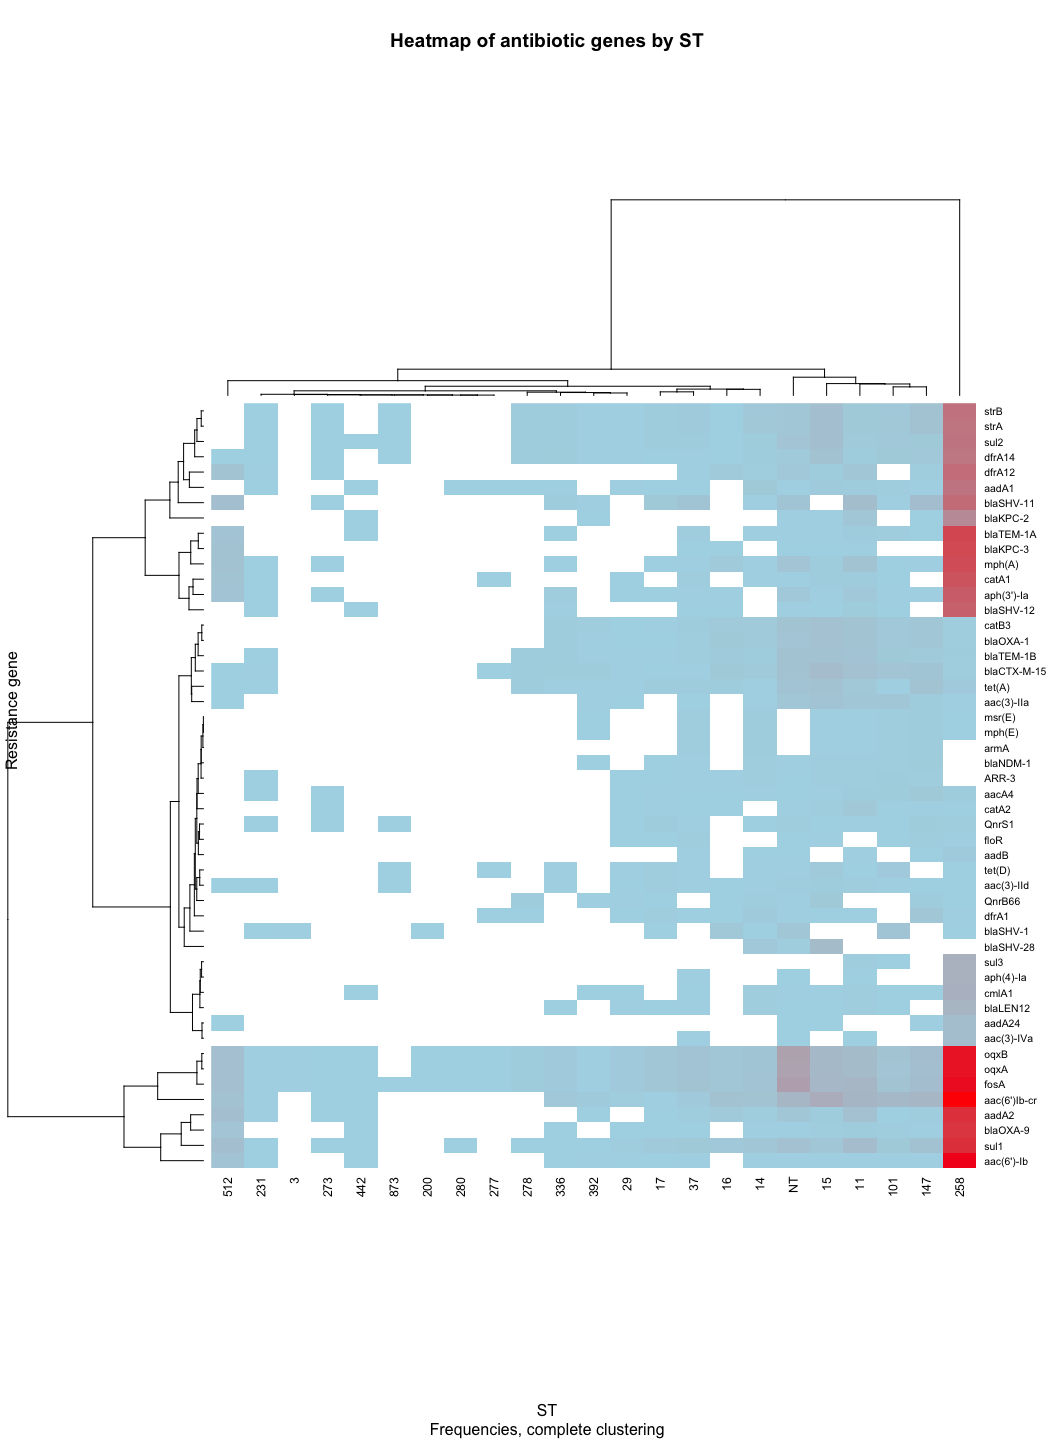 Heatmap of antibiotic genes by ST
Resistance gene
strB
strA
sul2
dfrA14
dfrA12
aadA1
blaSHV-11
blaKPC-2
blaTEM-1A
blaKPC-3
mph(A)
catA1
aph(3')-Ia
blaSHV-12
catB3
blaOXA-1
blaTEM-1B
blaCTX-M-15
tet(A)
aac(3)-IIa
msr(E)
mph(E)
armA
blaNDM-1
ARR-3
aacA4
catA2
QnrS1
floR
aadB
tet(D)
aac(3)-IId
QnrB66
dfrA1
blaSHV-1
blaSHV-28
sul3
aph(4)-Ia
cmlA1
blaLEN12
aadA24
aac(3)-IVa
oqxB
oqxA
fosA
aac(6')Ib-cr
aadA2
blaOXA-9
sul1
aac(6')-Ib
512 231 3 273 442 873 200 280 277 278 336 392 29 17 37 16 14 NT 15 11 101 147 258
ST
Frequencies, complete clustering